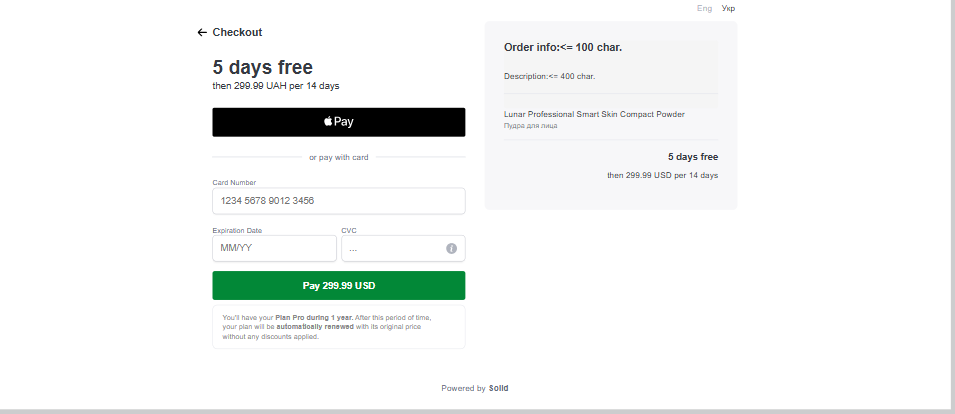 Eng Укр
Checkout
5 days free
then 299.99 UAH per 14 days
Pay
or pay with card
Card Number
1234 5678 9012 3456
Expiration Date CVC
MM/YY ...
Pay 299.99 USD
You'll have your Plan Pro during 1 year. After this period of time,
your plan will be automatically renewed with its original price
without any discounts applied.
Order info:<= 100 char.
Description:<= 400 char.
Lunar Professional Smart Skin Compact Powder
Пудра для лица
5 days free
then 299.99 USD per 14 days
Powered by Solid